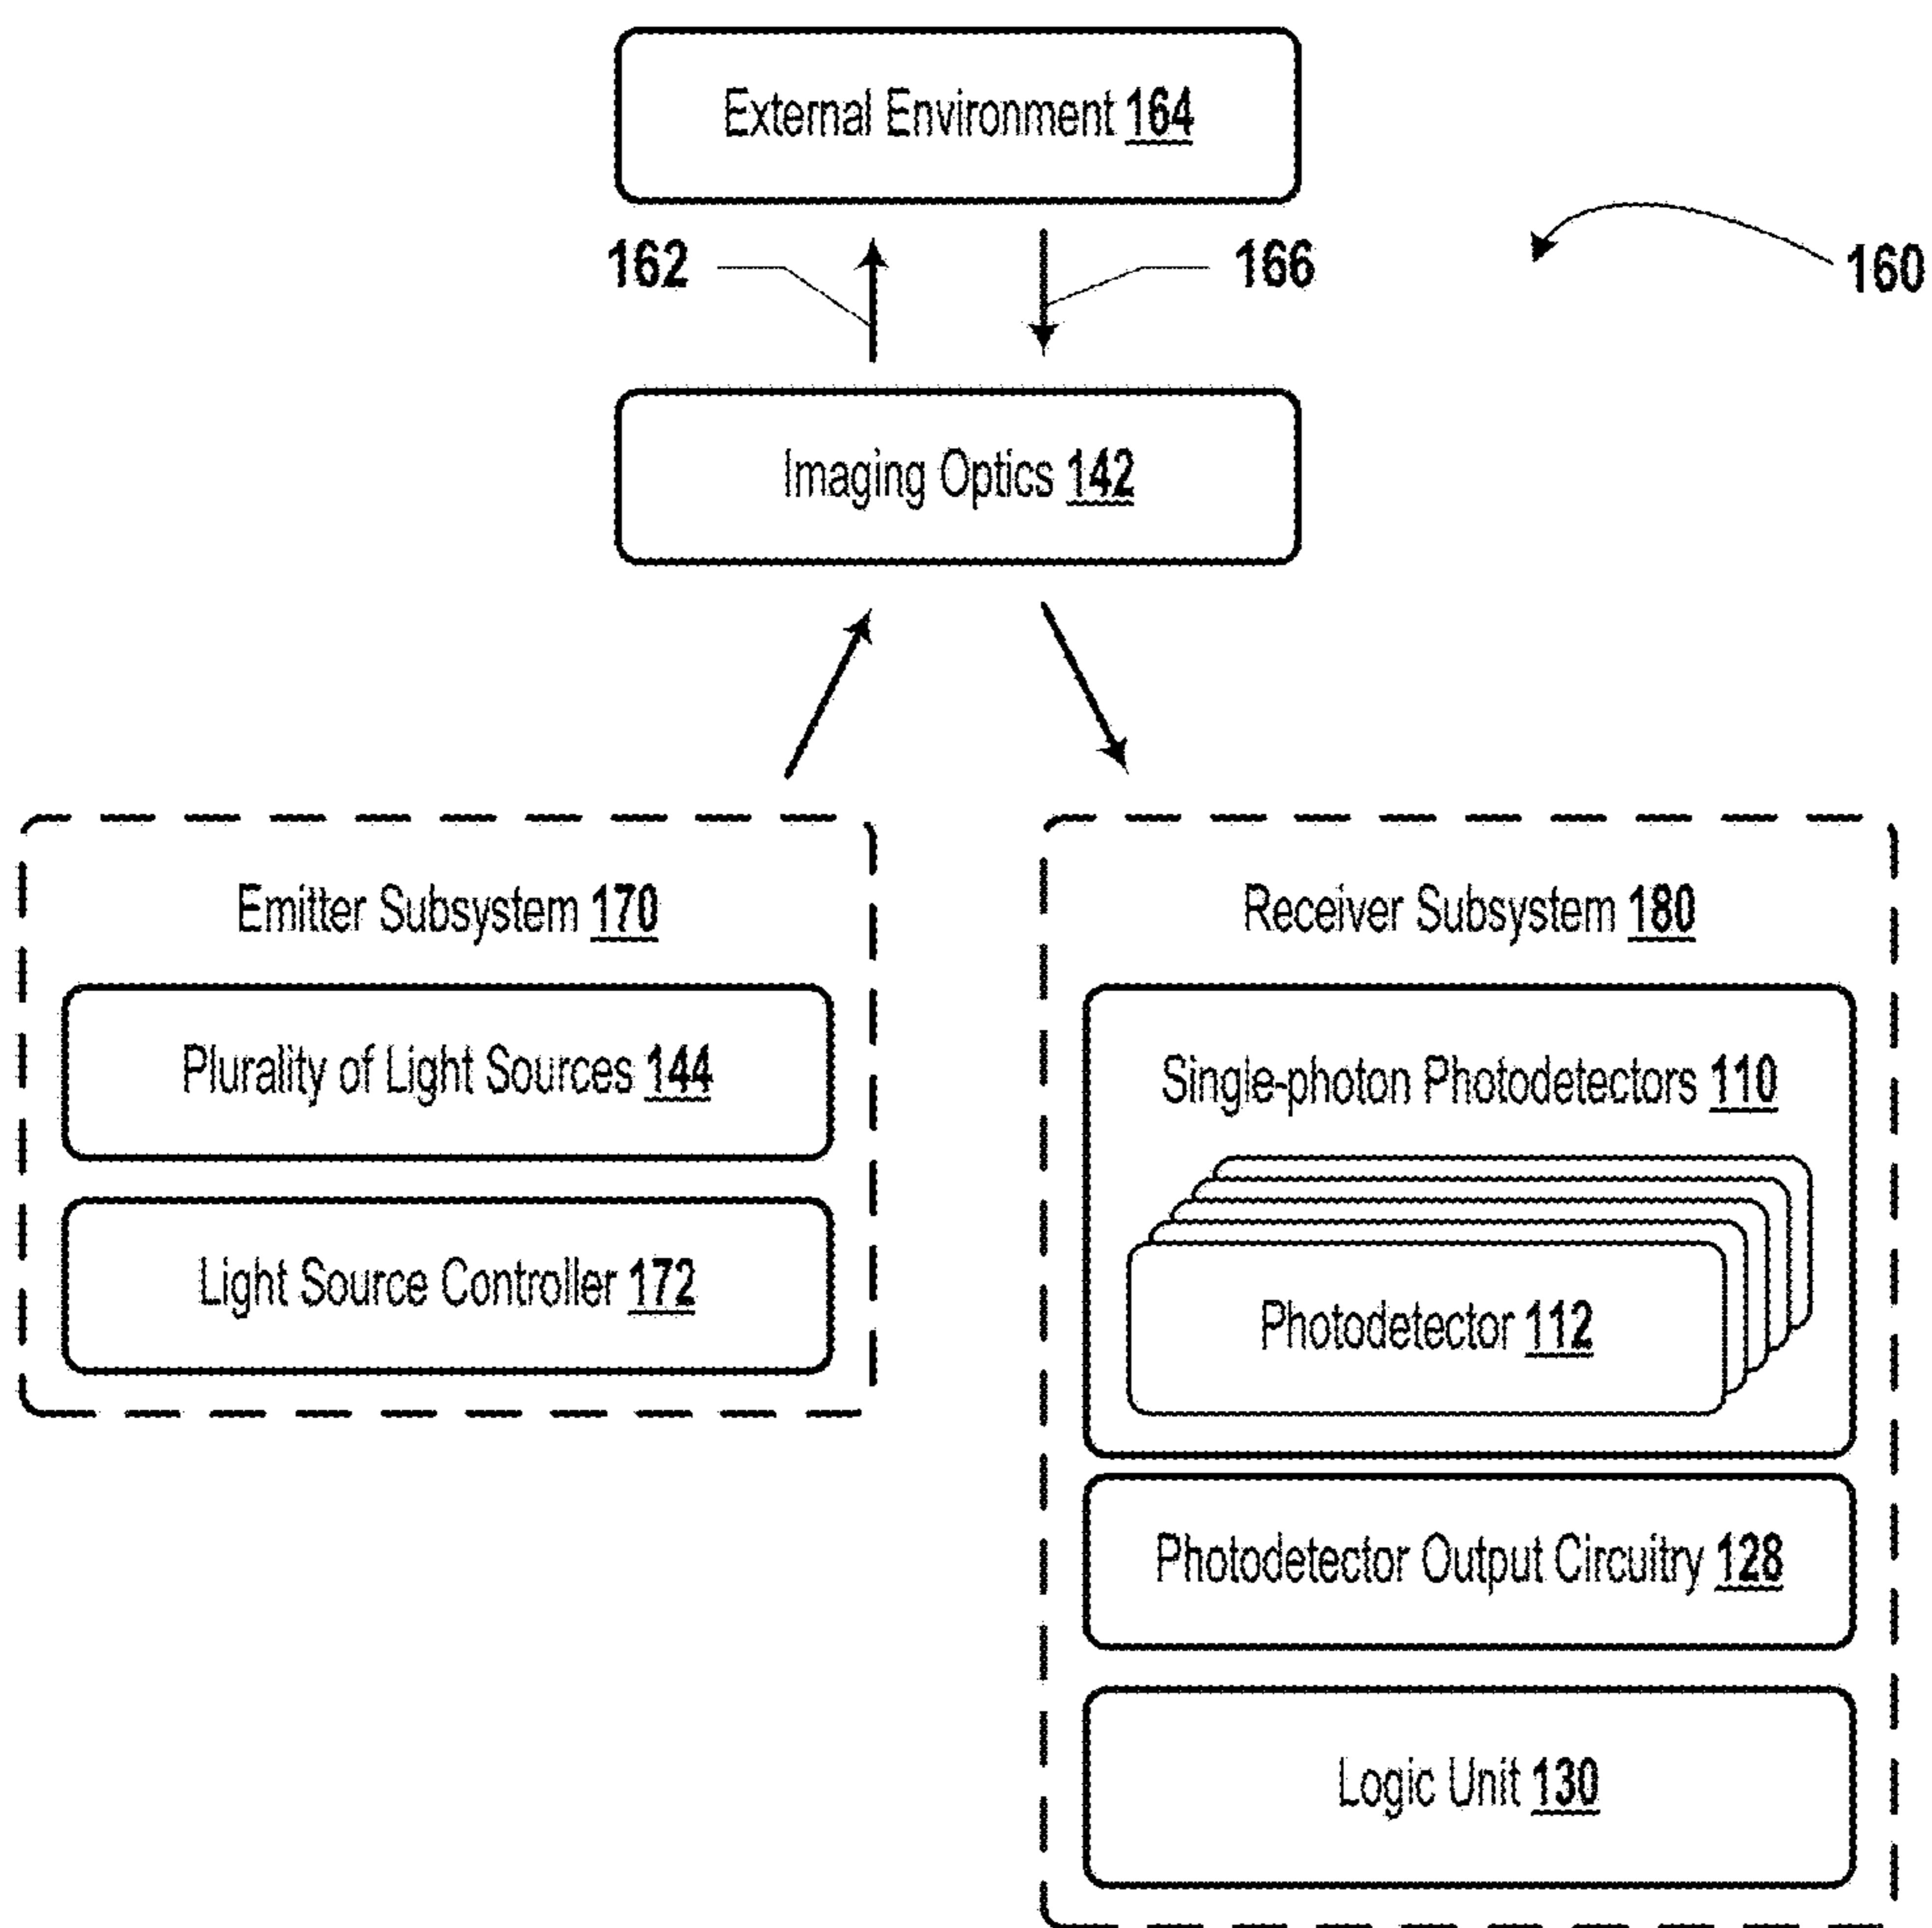 External Environment 164
162
166
160
Imaging Optics 142
Emitter Subsystem 170
Plurality of Light Sources 144
Light Source Controller 172
Receiver Subsystem 180
Single-photon Photodetectors 110
Photodetector 112
Photodetector Output Circuitry 128
Logic Unit 130